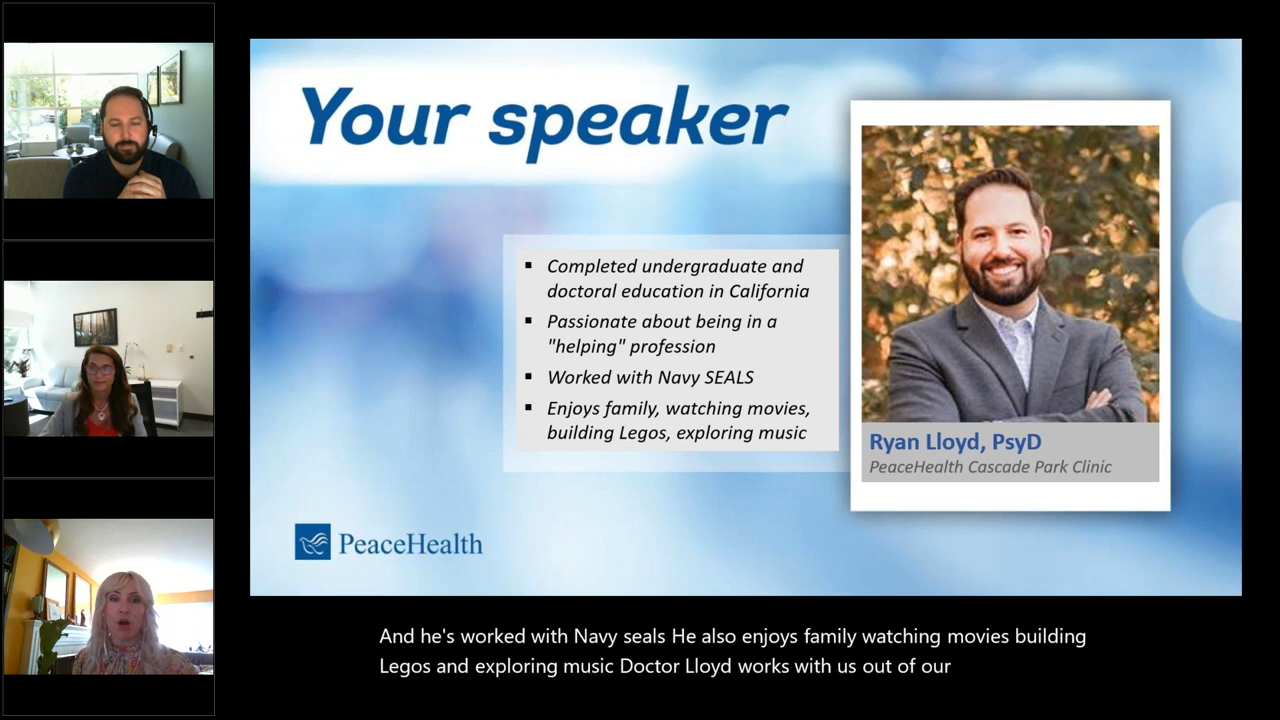 Your speaker
▪ Completed undergraduate and
doctoral education in California
▪ Passionate about being in a
"helping" profession
▪ Worked with Navy SEALS
▪ Enjoys family, watching movies,
building Legos, exploring music
Ryan Lloyd, PsyD
PeaceHealth Cascade Park Clinic
PeaceHealth
And he's worked with Navy seals He also enjoys family watching movies building
Legos and exploring music Doctor Lloyd works with us out of our